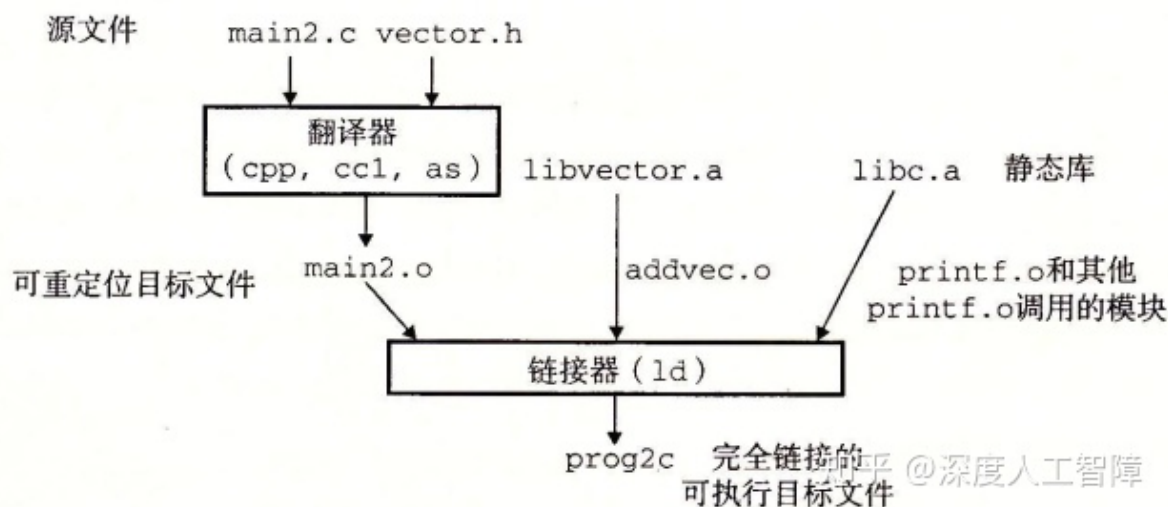 源文件 main2.c vector.h
翻译器
(cpp, cc1, as) libvector.a libc.a 静态库
可重定位目标文件 main2.o addvec.o printf.o和其他
printf.o调用的模块
链接器(ld)
prog2c 完全链接的
可执行目标文件
知乎 @深度人工智障